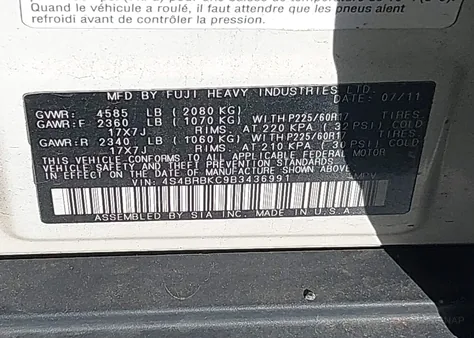 Quand le véhicule a roulé, il faut attendre que les pneus aient
refroidi avant de contrôler la pression.
MFD BY FUJI HEAVY INDUSTRIES LTD.
DATE: 07/11
GVWR: 4585 LB (2080 KG)
GAWR:F 2360 LB (1070 KG) WITH P225/60R17 TIRES
17X7J RIMS. AT 220 KPA (32 PSI) COLD
GAWR:R 2340 LB (1060 KG) WITH P225/60R17 TIRES
17X7J RIMS. AT 210 KPA (30 PSI) COLD
THIS VEHICLE CONFORMS TO ALL APPLICABLE FEDERAL MOTOR
VEHICLE SAFETY AND THEFT PREVENTION STANDARDS
IN EFFECT ON THE DATE OF MANUFACTURE SHOWN ABOVE.
VIN: 4S4BRBKC9B3436991 MPV
ASSEMBLED BY SIA INC. MADE IN U.S.A.